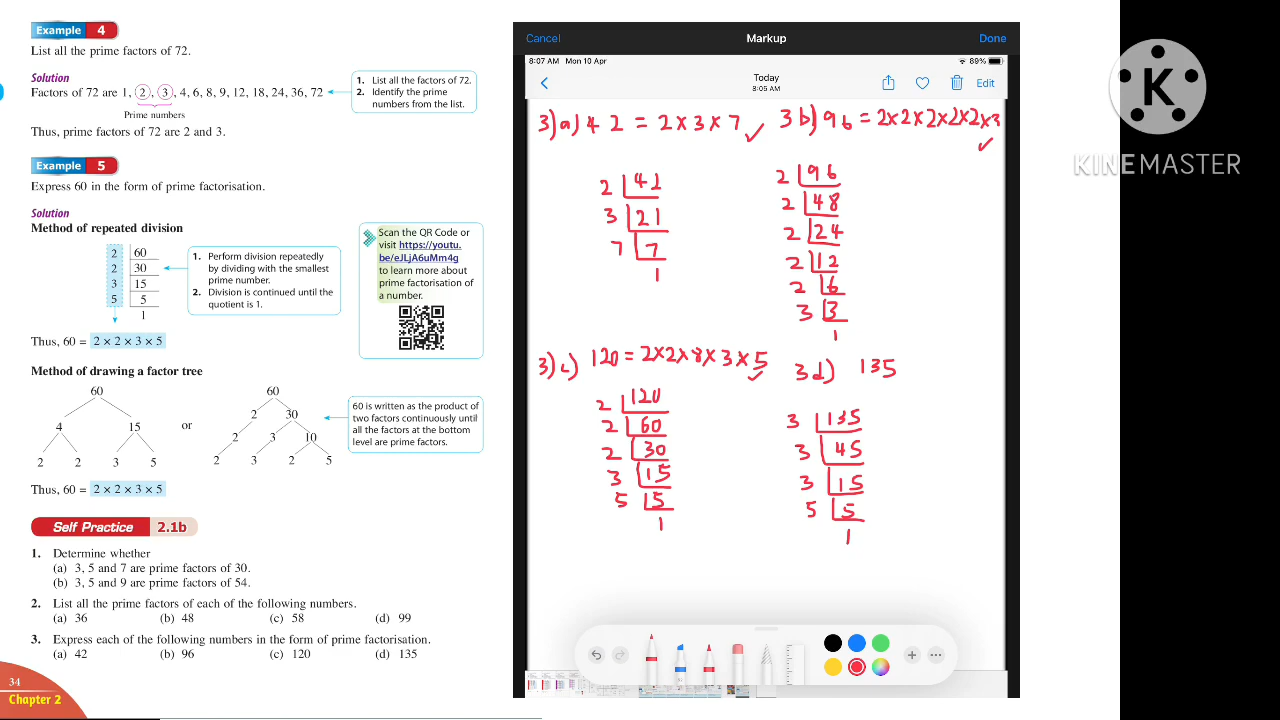 Example 4
List all the prime factors of 72.
Solution
Factors of 72 are 1, 2, 3, 4, 6, 8, 9, 12, 18, 24, 36, 72
Prime numbers
1. List all the factors of 72.
2. Identify the prime
numbers from the list.
Thus, prime factors of 72 are 2 and 3.
Example 5
Express 60 in the form of prime factorisation.
Solution
Method of repeated division
2 60
2 30
3 15
5 5
1
1. Perform division repeatedly
by dividing with the smallest
prime number.
2. Division is continued until the
quotient is 1.
Scan the QR Code or
visit https://youtu.
be/eJLjA6uMm4g
to learn more about
prime factorisation of
a number.
Thus, 60 = 2 × 2 × 3 × 5
Method of drawing a factor tree
60
4 15
2 2 3 5
or
60
2 30
2 3 10
2 3 2 5
60 is written as the product of
two factors continuously until
all the factors at the bottom
level are prime factors.
Thus, 60 = 2 × 2 × 3 × 5
Self Practice 2.1b
1. Determine whether
(a) 3, 5 and 7 are prime factors of 30.
(b) 3, 5 and 9 are prime factors of 54.
2. List all the prime factors of each of the following numbers.
(a) 36 (b) 48 (c) 58 (d) 99
3. Express each of the following numbers in the form of prime factorisation.
(a) 42 (b) 96 (c) 120 (d) 135
34
Chapter 2
Cancel Markup Done
8:07 AM Mon 10 Apr 89%
Today
8:05 AM
Edit
3)a) 42 = 2×3×7
2 42
3 21
7 7
1
3b) 96 = 2×2×2×2×2×3
2 96
2 48
2 24
2 12
2 6
3 3
1
3)c) 120 = 2×2×8×3×5
2 120
2 60
2 30
3 15
5 5
1
3d) 135
3 135
3 45
3 15
5 5
1
K
KINEMASTER